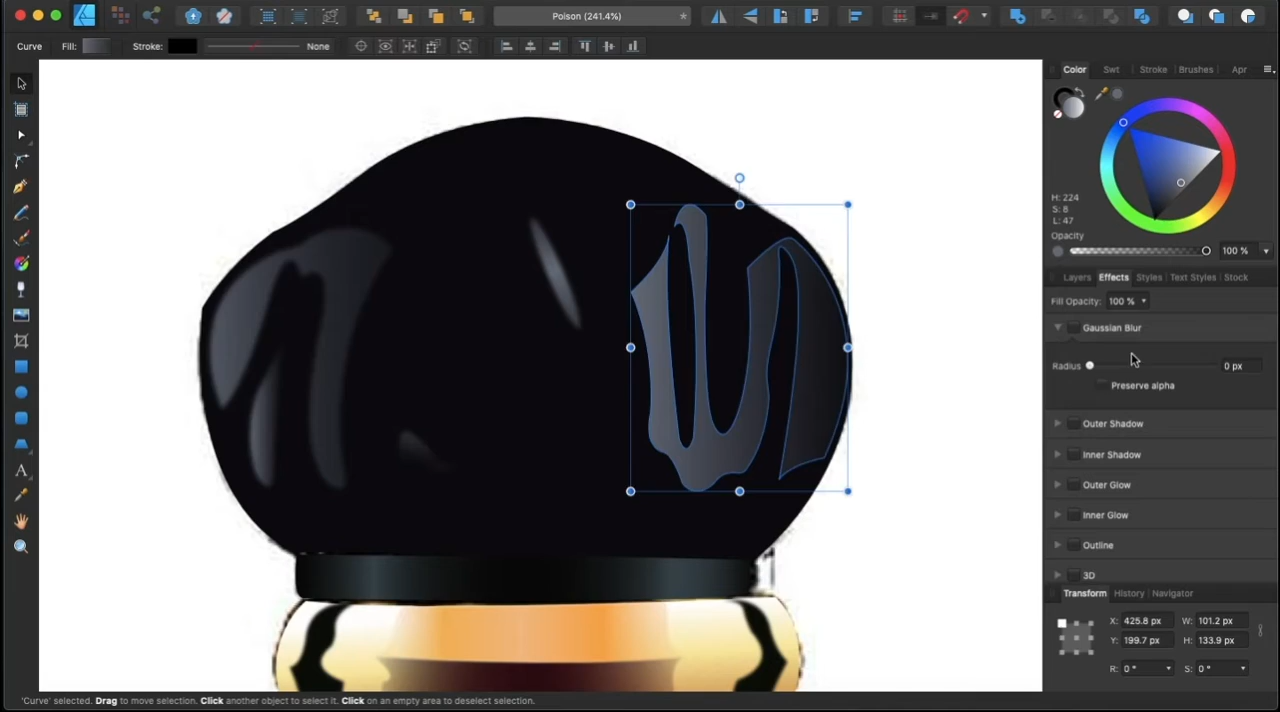 Poison (241.4%)
Curve Fill: Stroke: None
Color Swt Stroke Brushes Apr
H: 224
S: 8
L: 47
Opacity
100 %
Layers Effects Styles Text Styles Stock
Fill Opacity: 100 %
Gaussian Blur
Radius 0 px
Preserve alpha
Outer Shadow
Inner Shadow
Outer Glow
Inner Glow
Outline
3D
Transform History Navigator
X: 425.8 px W: 101.2 px
Y: 199.7 px H: 133.9 px
R: 0 ° S: 0 °
'Curve' selected. Drag to move selection. Click another object to select it. Click on an empty area to deselect selection.